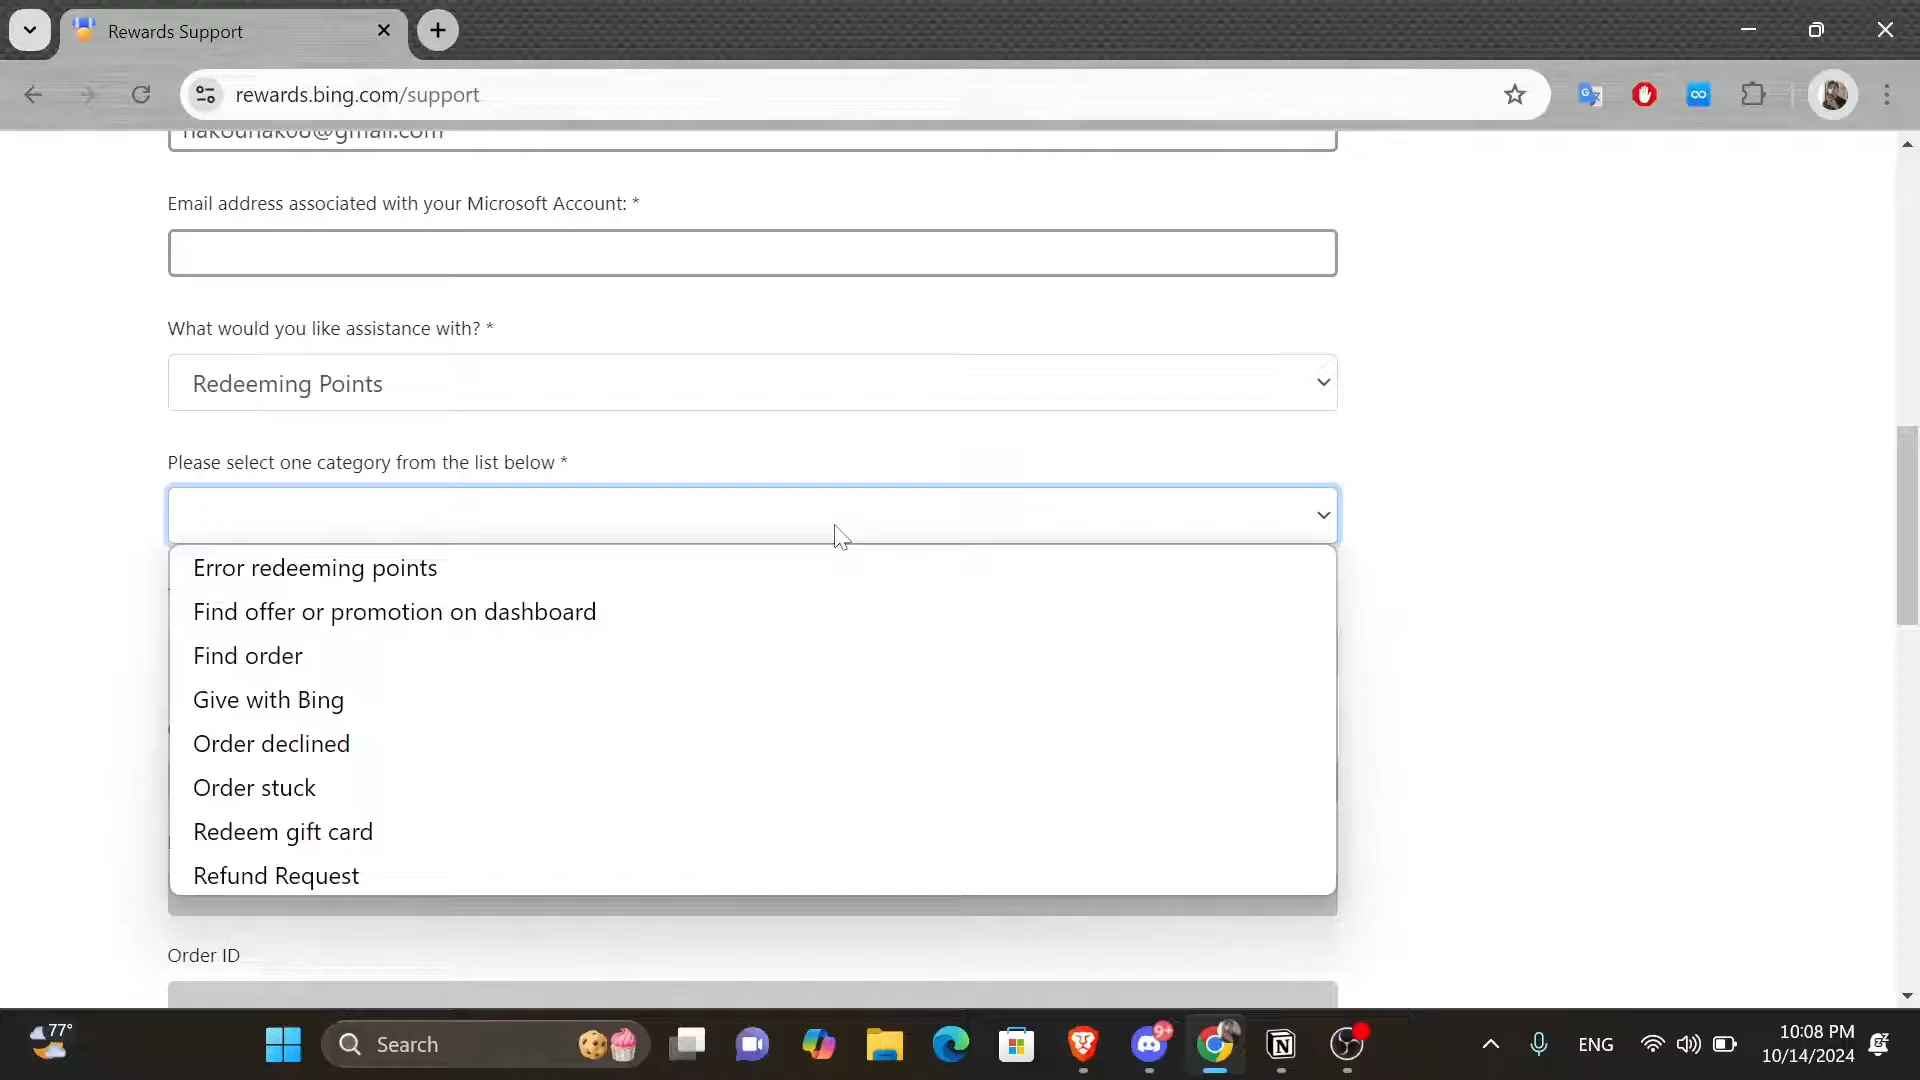 Rewards Support
rewards.bing.com/support
Email address associated with your Microsoft Account: *
What would you like assistance with? *
Redeeming Points
Please select one category from the list below *
Error redeeming points
Find offer or promotion on dashboard
Find order
Give with Bing
Order declined
Order stuck
Redeem gift card
Refund Request
Order ID
77°
Search
9+
ENG
10:08 PM
10/14/2024